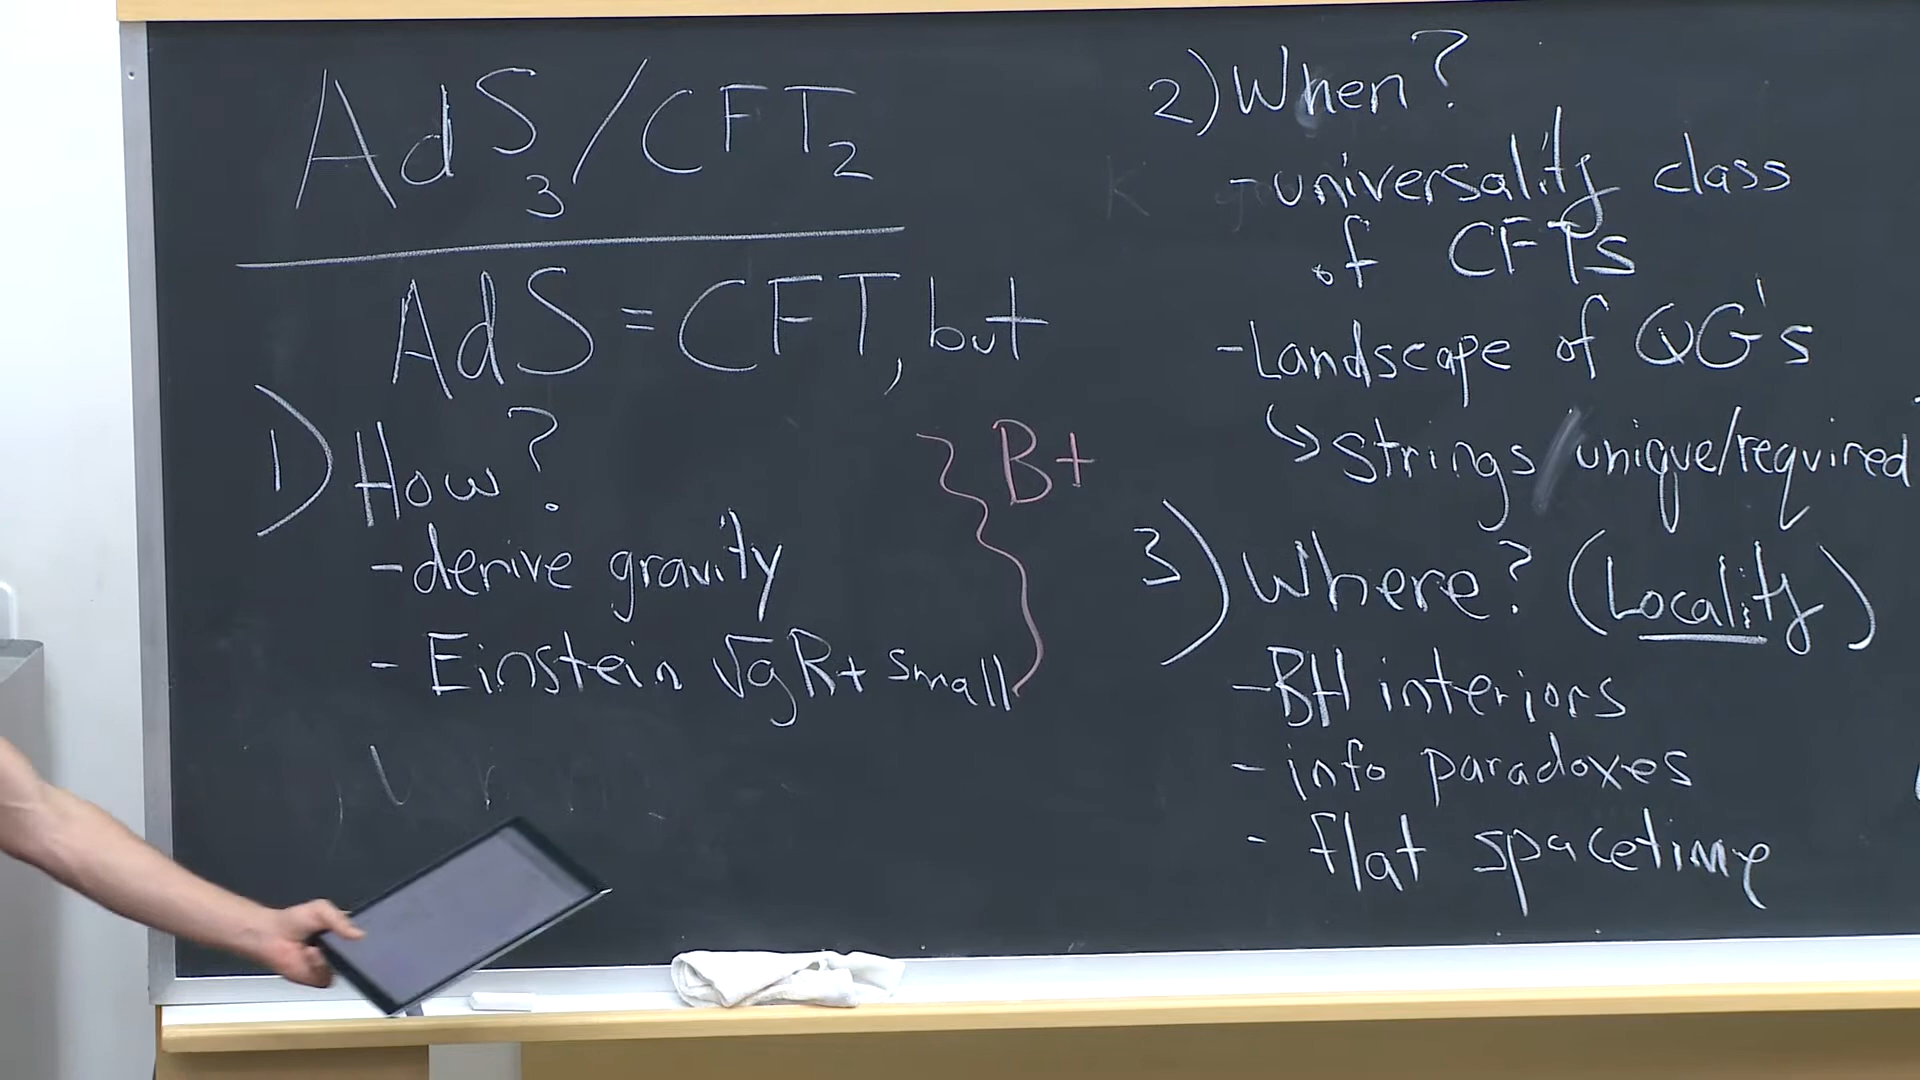 AdS₃/CFT₂
AdS = CFT, but
1) How?
- derive gravity
- Einstein √g R + small
B+
2) When?
- universality class
of CFTs
- Landscape of QG's
↳ strings unique/required
3) Where? (Locality)
- BH interiors
- info paradoxes
- flat spacetime